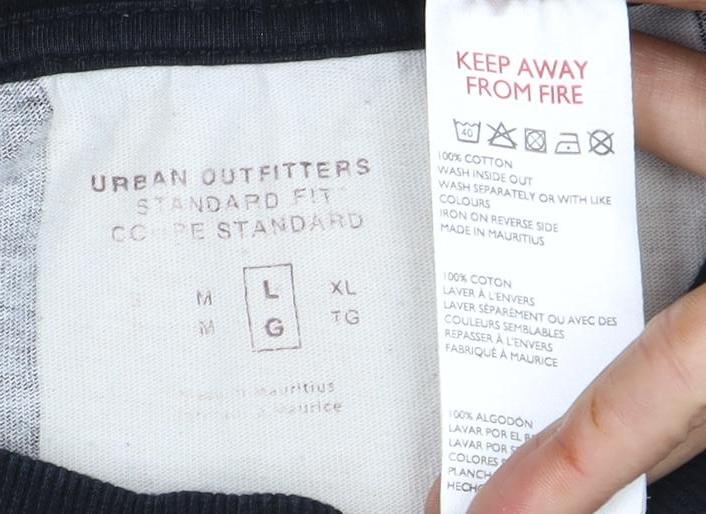 URBAN OUTFITTERS
STANDARD FIT
STANDARD
M L XL
M G TG
Mauritius
Maurice
KEEP AWAY
FROM FIRE
40
100% COTTON
WASH INSIDE OUT
WASH SEPARATELY OR WITH LIKE
COLOURS
IRON ON REVERSE SIDE
MADE IN MAURITIUS
100% COTON
LAVER À L'ENVERS
LAVER SÉPARÉMENT OU AVEC DES
COULEURS SEMBLABLES
REPASSER À L'ENVERS
FABRIQUÉ À MAURICE
100% ALGODÓN
LAVAR POR EL
LAVAR POR
COLORES